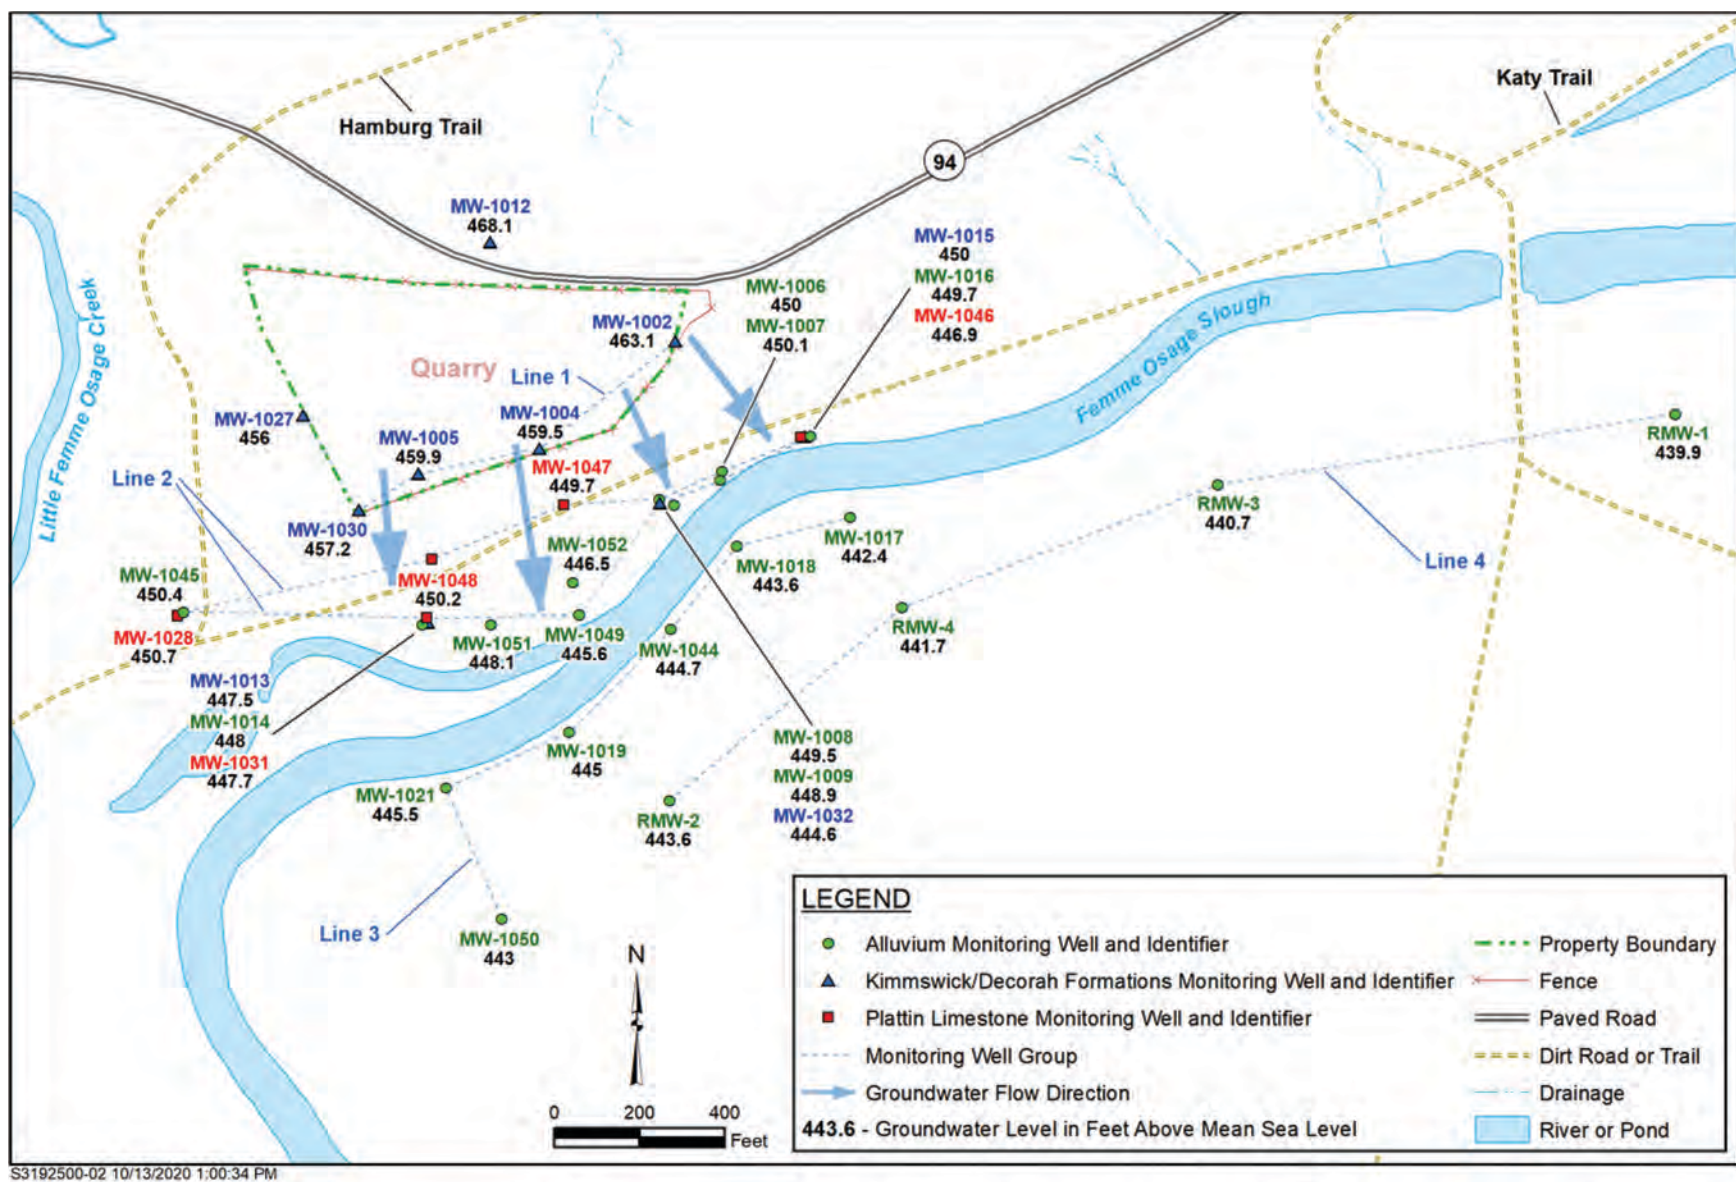 Hamburg Trail
Katy Trail
94
MW-1012
468.1
MW-1015
450
MW-1016
449.7
MW-1046
446.9
MW-1006
450
MW-1007
450.1
MW-1002
463.1
Quarry
Line 1
Femme Osage Slough
Little Femme Osage Creek
MW-1027
456
MW-1004
459.5
MW-1005
459.9
MW-1047
449.7
RMW-1
439.9
Line 2
MW-1030
457.2
RMW-3
440.7
MW-1017
442.4
MW-1052
446.5
MW-1018
443.6
Line 4
MW-1045
450.4
MW-1048
450.2
MW-1028
450.7
MW-1051
448.1
MW-1049
445.6
MW-1044
444.7
RMW-4
441.7
MW-1013
447.5
MW-1014
448
MW-1031
447.7
MW-1019
445
MW-1008
449.5
MW-1009
448.9
MW-1032
444.6
MW-1021
445.5
RMW-2
443.6
Line 3
MW-1050
443
N
0 200 400
Feet
LEGEND
Alluvium Monitoring Well and Identifier
Kimmswick/Decorah Formations Monitoring Well and Identifier
Plattin Limestone Monitoring Well and Identifier
Monitoring Well Group
Groundwater Flow Direction
443.6 - Groundwater Level in Feet Above Mean Sea Level
Property Boundary
Fence
Paved Road
Dirt Road or Trail
Drainage
River or Pond
S3192500-02 10/13/2020 1:00:34 PM